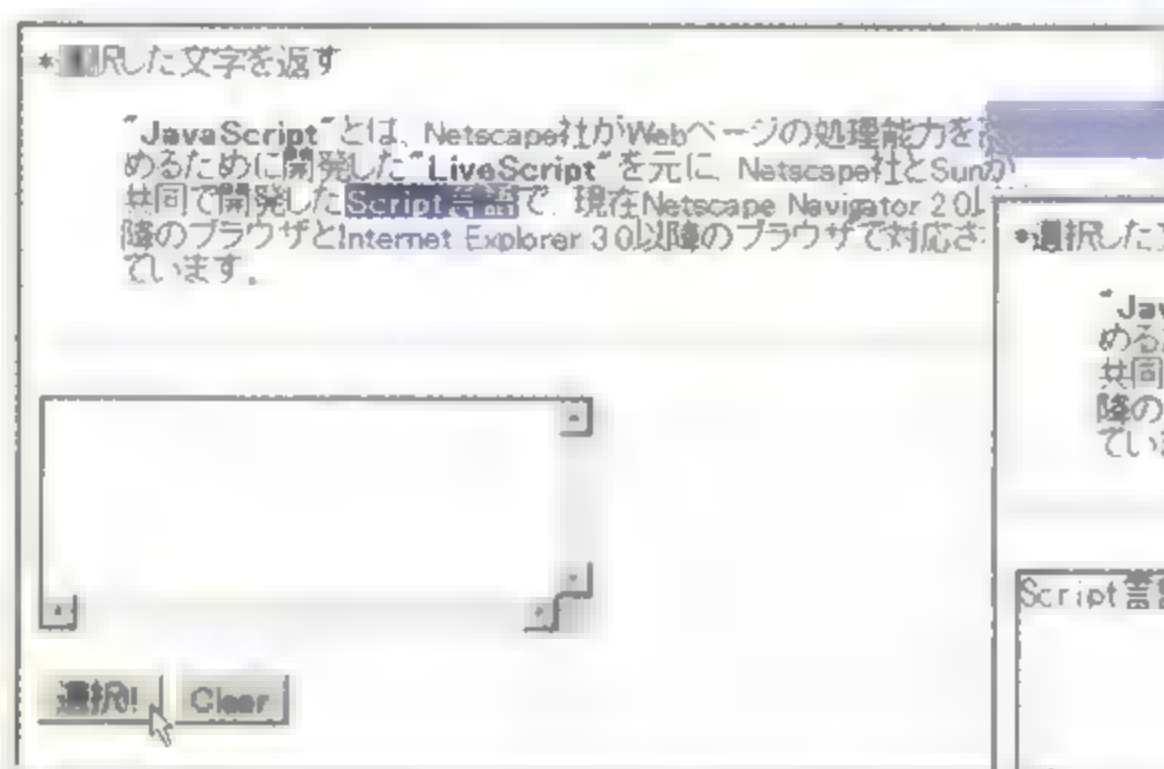 *選択した文字を返す
"JavaScript"とは、Netscape社がWebページの処理能力を高
めるために開発した"LiveScript"を元に Netscape社とSunが
共同で開発したScript言語で、現在Netscape Navigator 2.0以
降のブラウザとInternet Explorer 3.0以降のブラウザで対応さ
ています。
選択! Clear
*選択した文
"Jav
める
共同
降の
てい
Script言